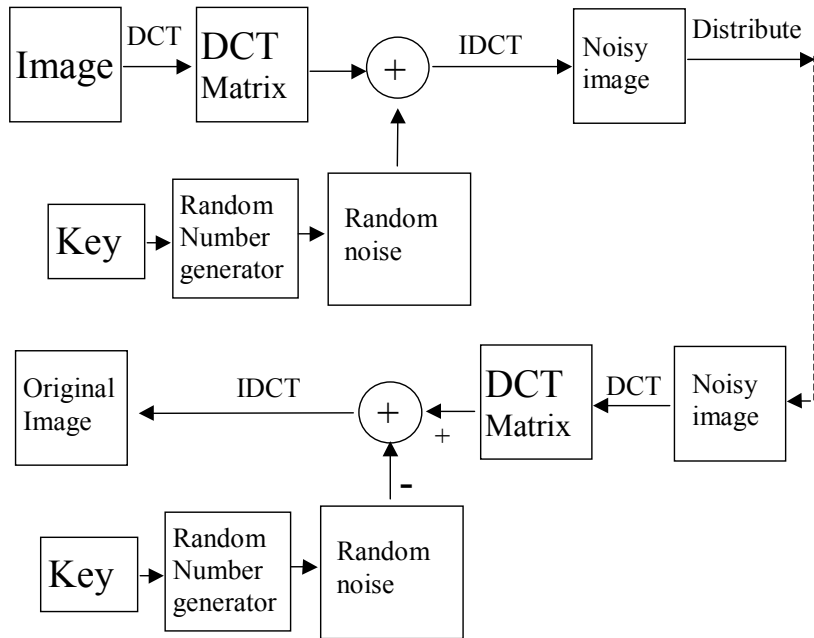 Image
DCT
DCT
Matrix
+
IDCT
Noisy
image
Distribute
Key
Random
Number
generator
Random
noise
Original
Image
IDCT
+
+
DCT
Matrix
DCT
Noisy
image
-
Key
Random
Number
generator
Random
noise